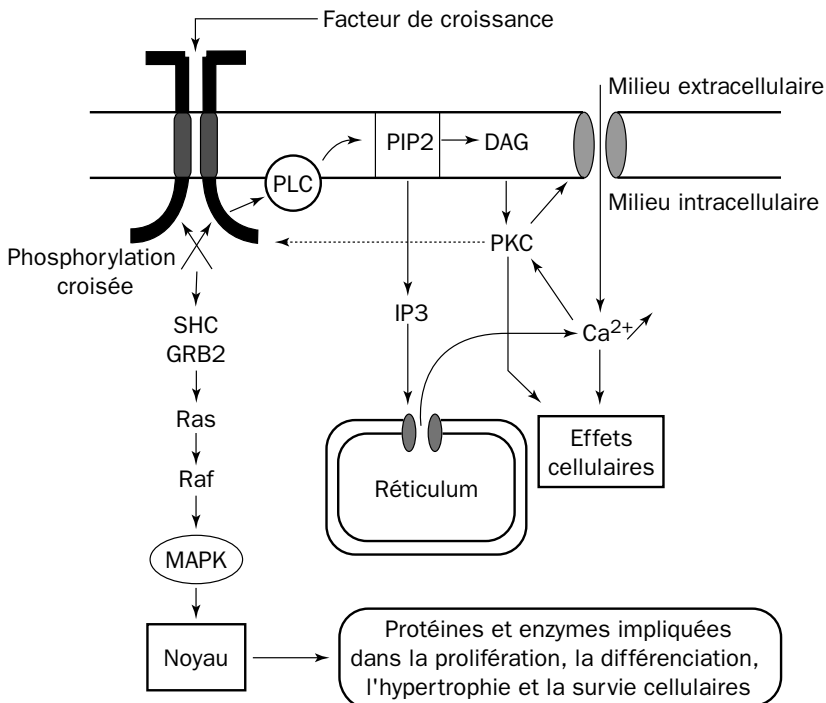 Facteur de croissance
Milieu extracellulaire
PIP2
DAG
PLC
Milieu intracellulaire
Phosphorylation
croisée
PKC
IP3
Ca2+
SHC
GRB2
Ras
Effets
cellulaires
Raf
Réticulum
MAPK
Noyau
Protéines et enzymes impliquées
dans la prolifération, la différenciation,
l'hypertrophie et la survie cellulaires